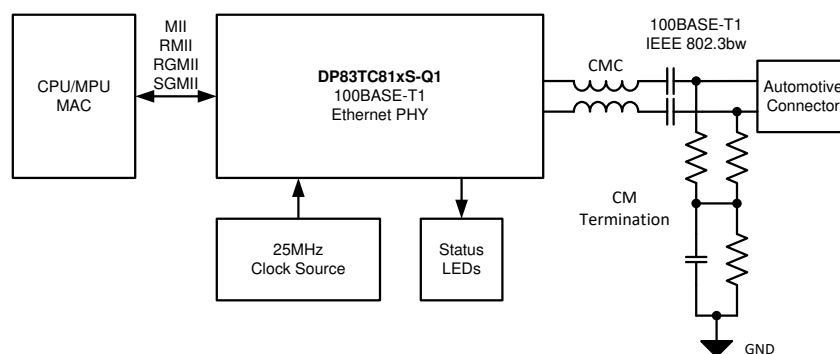 MII
RMII
RGMII
SGMII
CPU/MPU
MAC
DP83TC81xS-Q1
100BASE-T1
Ethernet PHY
CMC
100BASE-T1
IEEE 802.3bw
Automotive
Connector
CM
Termination
25MHz
Clock Source
Status
LEDs
GND